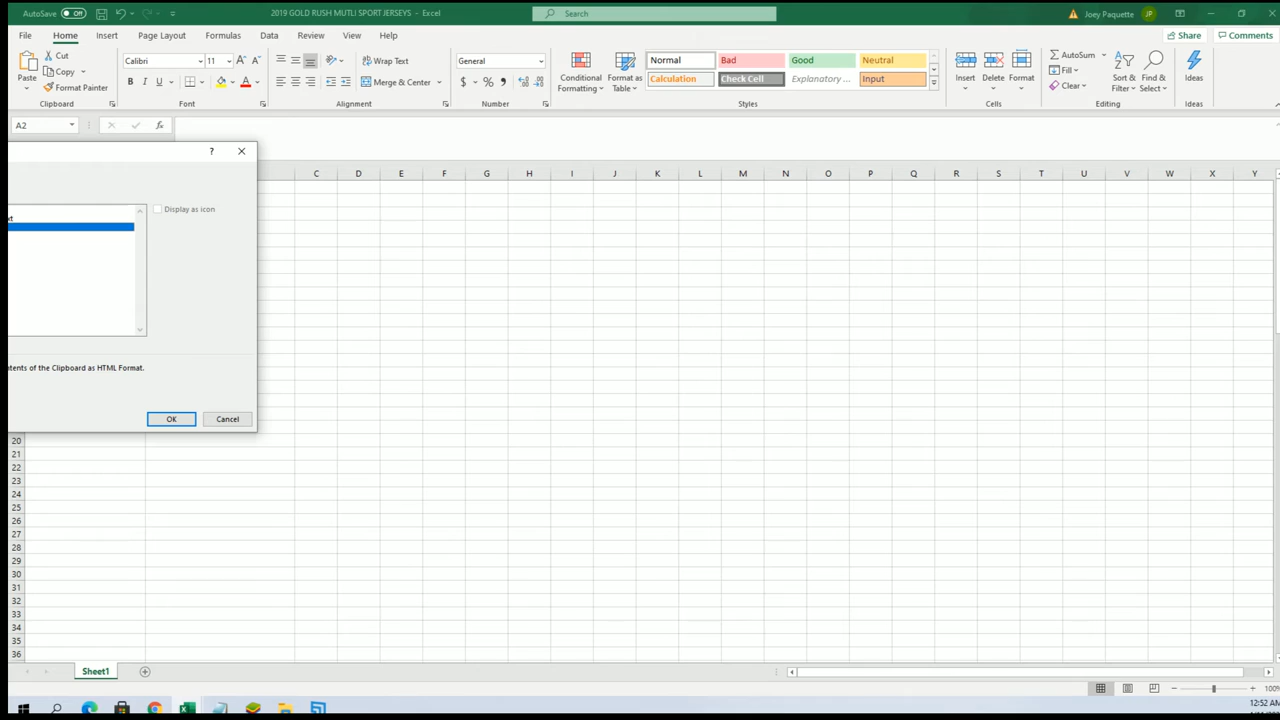 AutoSave Off 2019 GOLD RUSH MUTLI SPORT JERSEYS - Excel Search Joey Paquette JP
File Home Insert Page Layout Formulas Data Review View Help Share Comments
Paste Cut Copy Format Painter
Clipboard
Calibri 11
B I U A
Font
Wrap Text
Merge & Center
Alignment
General
$ % 9
Number
Conditional Formatting
Format as Table
Normal Bad Good Neutral
Calculation Check Cell Explanatory ... Input
Styles
Insert Delete Format
Cells
AutoSum
Fill
Clear
Sort & Filter
Find & Select
Editing
Ideas
Ideas
A2 fx
? ×
C D E F G H I J K L M N O P Q R S T U V W X Y
xt
Display as icon
ntents of the Clipboard as HTML Format.
OK Cancel
20
21
22
23
24
25
26
27
28
29
30
31
32
33
34
35
36
Sheet1
100%
12:52 AM